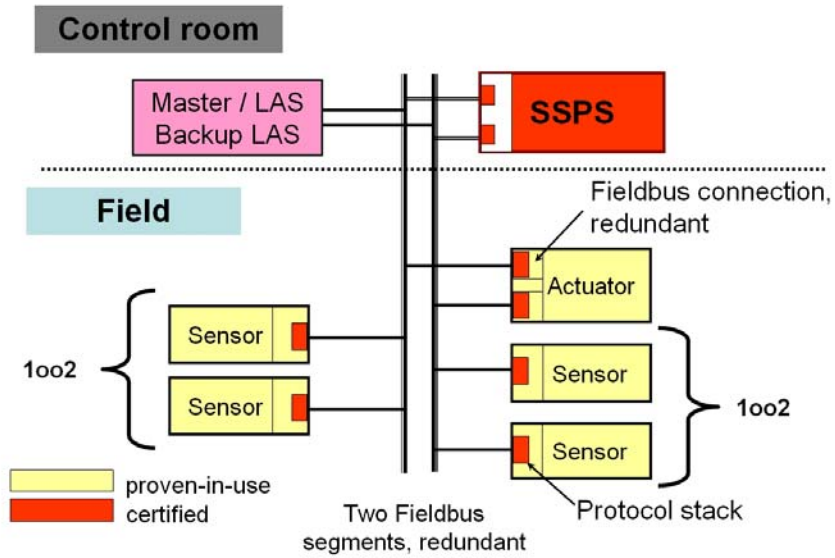 Control room
Master / LAS
Backup LAS
SSPS
Field
Fieldbus connection,
redundant
Actuator
Sensor
Sensor
1oo2
Sensor
Sensor
1oo2
proven-in-use
certified
Two Fieldbus
segments, redundant
Protocol stack